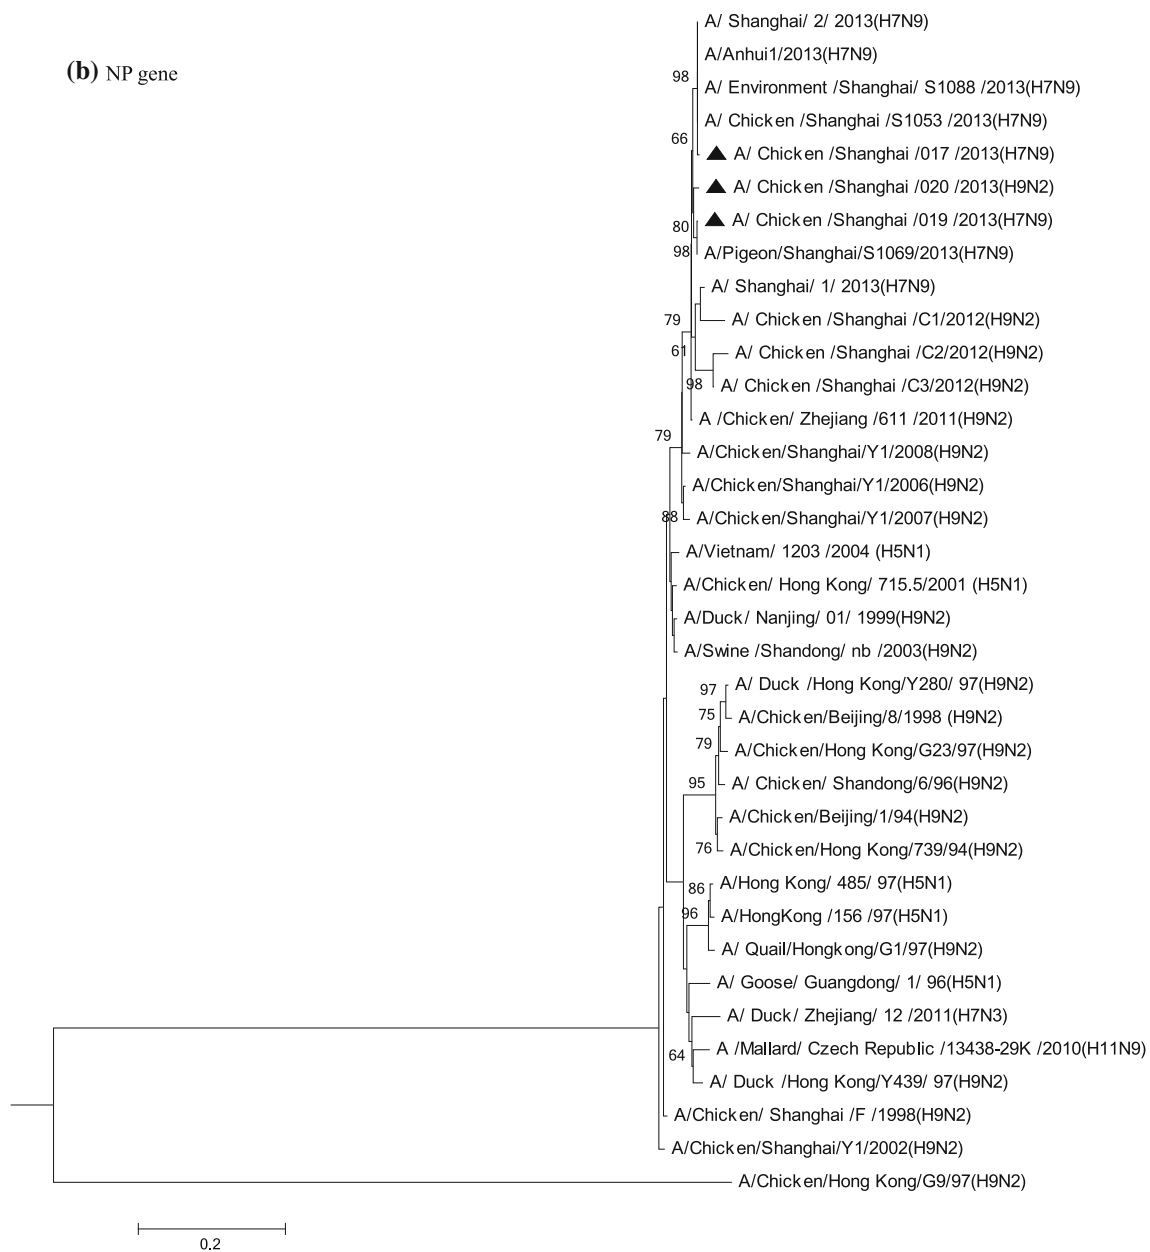 A/ Shanghai/ 2/ 2013(H7N9)
A/Anhui1/2013(H7N9)
(b) NP gene
98
A/ Environment /Shanghai/ S1088 /2013(H7N9)
A/ Chicken /Shanghai /S1053 /2013(H7N9)
66
A/ Chicken /Shanghai /017 /2013(H7N9)
A/ Chicken /Shanghai /020 /2013(H9N2)
A/ Chicken /Shanghai /019 /2013(H7N9)
80
98
A/Pigeon/Shanghai/S1069/2013(H7N9)
A/ Shanghai/ 1/ 2013(H7N9)
79
A/ Chicken /Shanghai /C1/2012(H9N2)
61
A/ Chicken /Shanghai /C2/2012(H9N2)
98
A/ Chicken /Shanghai /C3/2012(H9N2)
A /Chicken/ Zhejiang /611 /2011(H9N2)
79
A/Chicken/Shanghai/Y1/2008(H9N2)
A/Chicken/Shanghai/Y1/2006(H9N2)
88
A/Chicken/Shanghai/Y1/2007(H9N2)
A/Vietnam/ 1203 /2004 (H5N1)
A/Chicken/ Hong Kong/ 715.5/2001 (H5N1)
A/Duck/ Nanjing/ 01/ 1999(H9N2)
A/Swine /Shandong/ nb /2003(H9N2)
97
A/ Duck /Hong Kong/Y280/ 97(H9N2)
75
A/Chicken/Beijing/8/1998 (H9N2)
79
A/Chicken/Hong Kong/G23/97(H9N2)
95
A/ Chicken/ Shandong/6/96(H9N2)
A/Chicken/Beijing/1/94(H9N2)
76
A/Chicken/Hong Kong/739/94(H9N2)
86
A/Hong Kong/ 485/ 97(H5N1)
96
A/HongKong /156 /97(H5N1)
A/ Quail/Hongkong/G1/97(H9N2)
A/ Goose/ Guangdong/ 1/ 96(H5N1)
A/ Duck/ Zhejiang/ 12 /2011(H7N3)
64
A /Mallard/ Czech Republic /13438-29K /2010(H11N9)
A/ Duck /Hong Kong/Y439/ 97(H9N2)
A/Chicken/ Shanghai /F /1998(H9N2)
A/Chicken/Shanghai/Y1/2002(H9N2)
A/Chicken/Hong Kong/G9/97(H9N2)
0.2